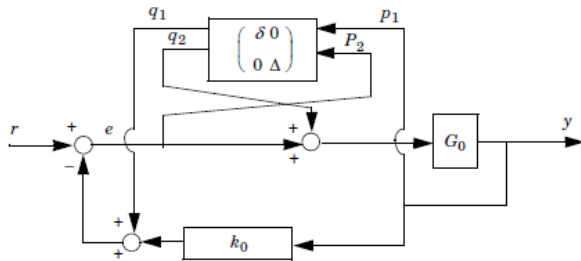 q1
q2
δ 0
0 Δ
p1
P2
r
+
−
e
+
+
G0
y
+
+
k0